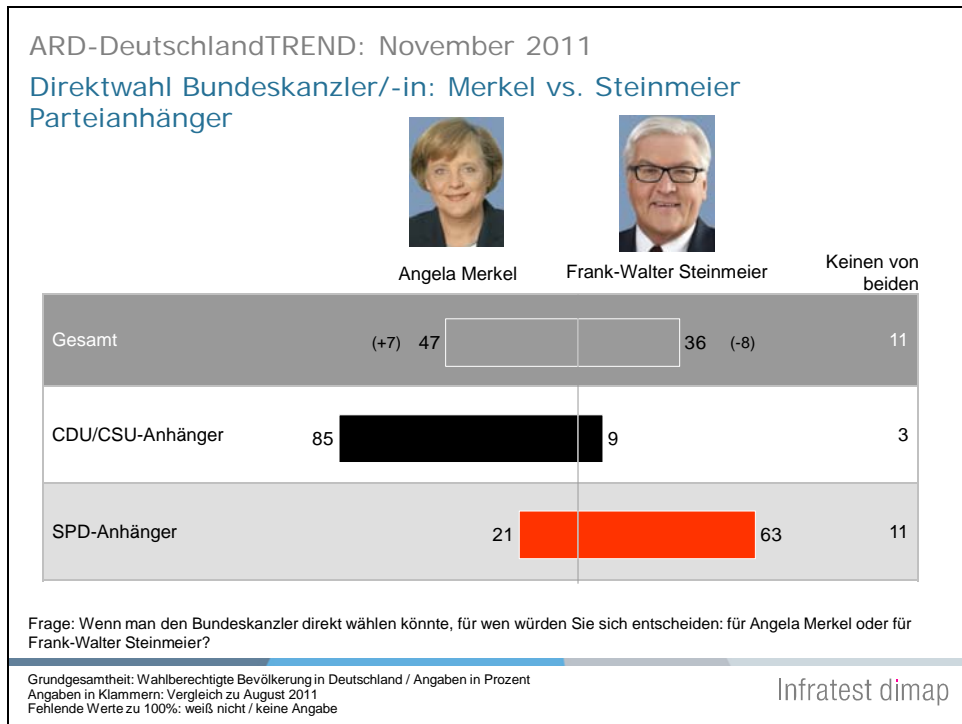 ARD-DeutschlandTREND: November 2011
Direktwahl Bundeskanzler/-in: Merkel vs. Steinmeier
Parteianhänger
Angela Merkel
Frank-Walter Steinmeier
Keinen von
beiden
Gesamt (+7) 47 36 (-8) 11
CDU/CSU-Anhänger 85 9 3
SPD-Anhänger 21 63 11
Frage: Wenn man den Bundeskanzler direkt wählen könnte, für wen würden Sie sich entscheiden: für Angela Merkel oder für
Frank-Walter Steinmeier?
Grundgesamtheit: Wahlberechtigte Bevölkerung in Deutschland / Angaben in Prozent
Angaben in Klammern: Vergleich zu August 2011
Fehlende Werte zu 100%: weiß nicht / keine Angabe
Infratest dimap